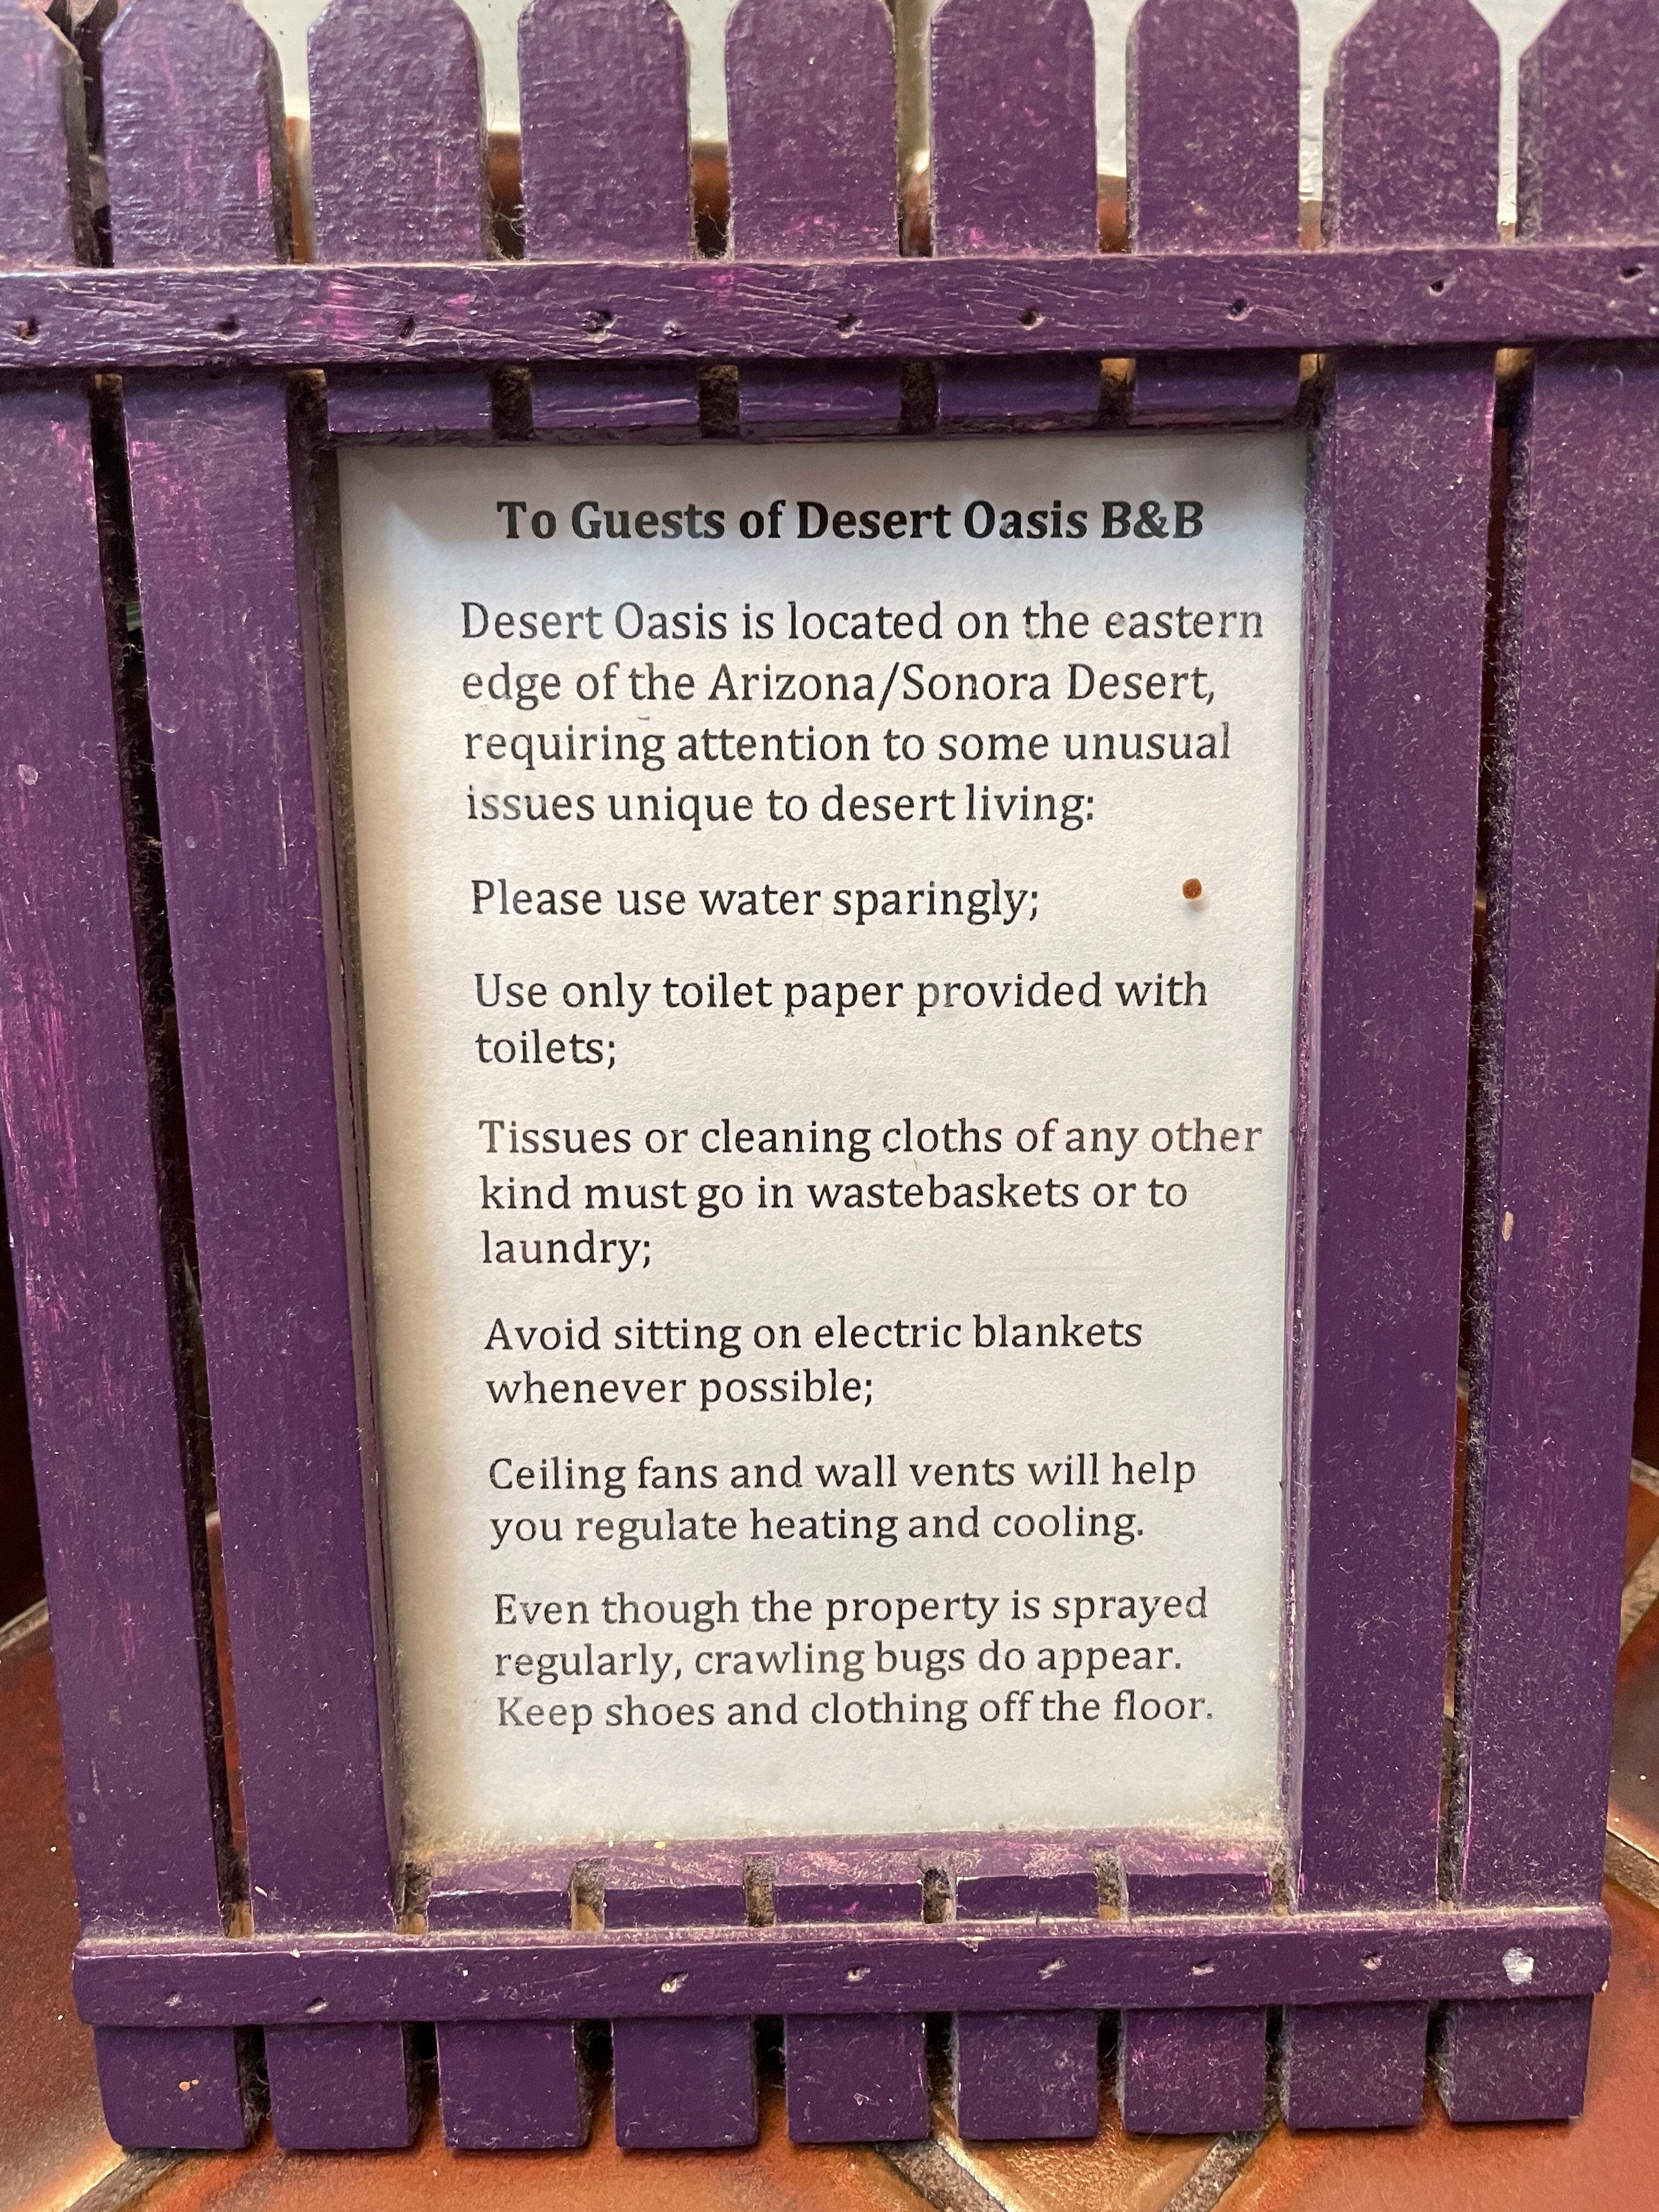 To Guests of Desert Oasis B&B
Desert Oasis is located on the eastern
edge of the Arizona/Sonora Desert,
requiring attention to some unusual
issues unique to desert living:
Please use water sparingly;
Use only toilet paper provided with
toilets;
Tissues or cleaning cloths of any other
kind must go in wastebaskets or to
laundry;
Avoid sitting on electric blankets
whenever possible;
Ceiling fans and wall vents will help
you regulate heating and cooling.
Even though the property is sprayed
regularly, crawling bugs do appear.
Keep shoes and clothing off the floor.